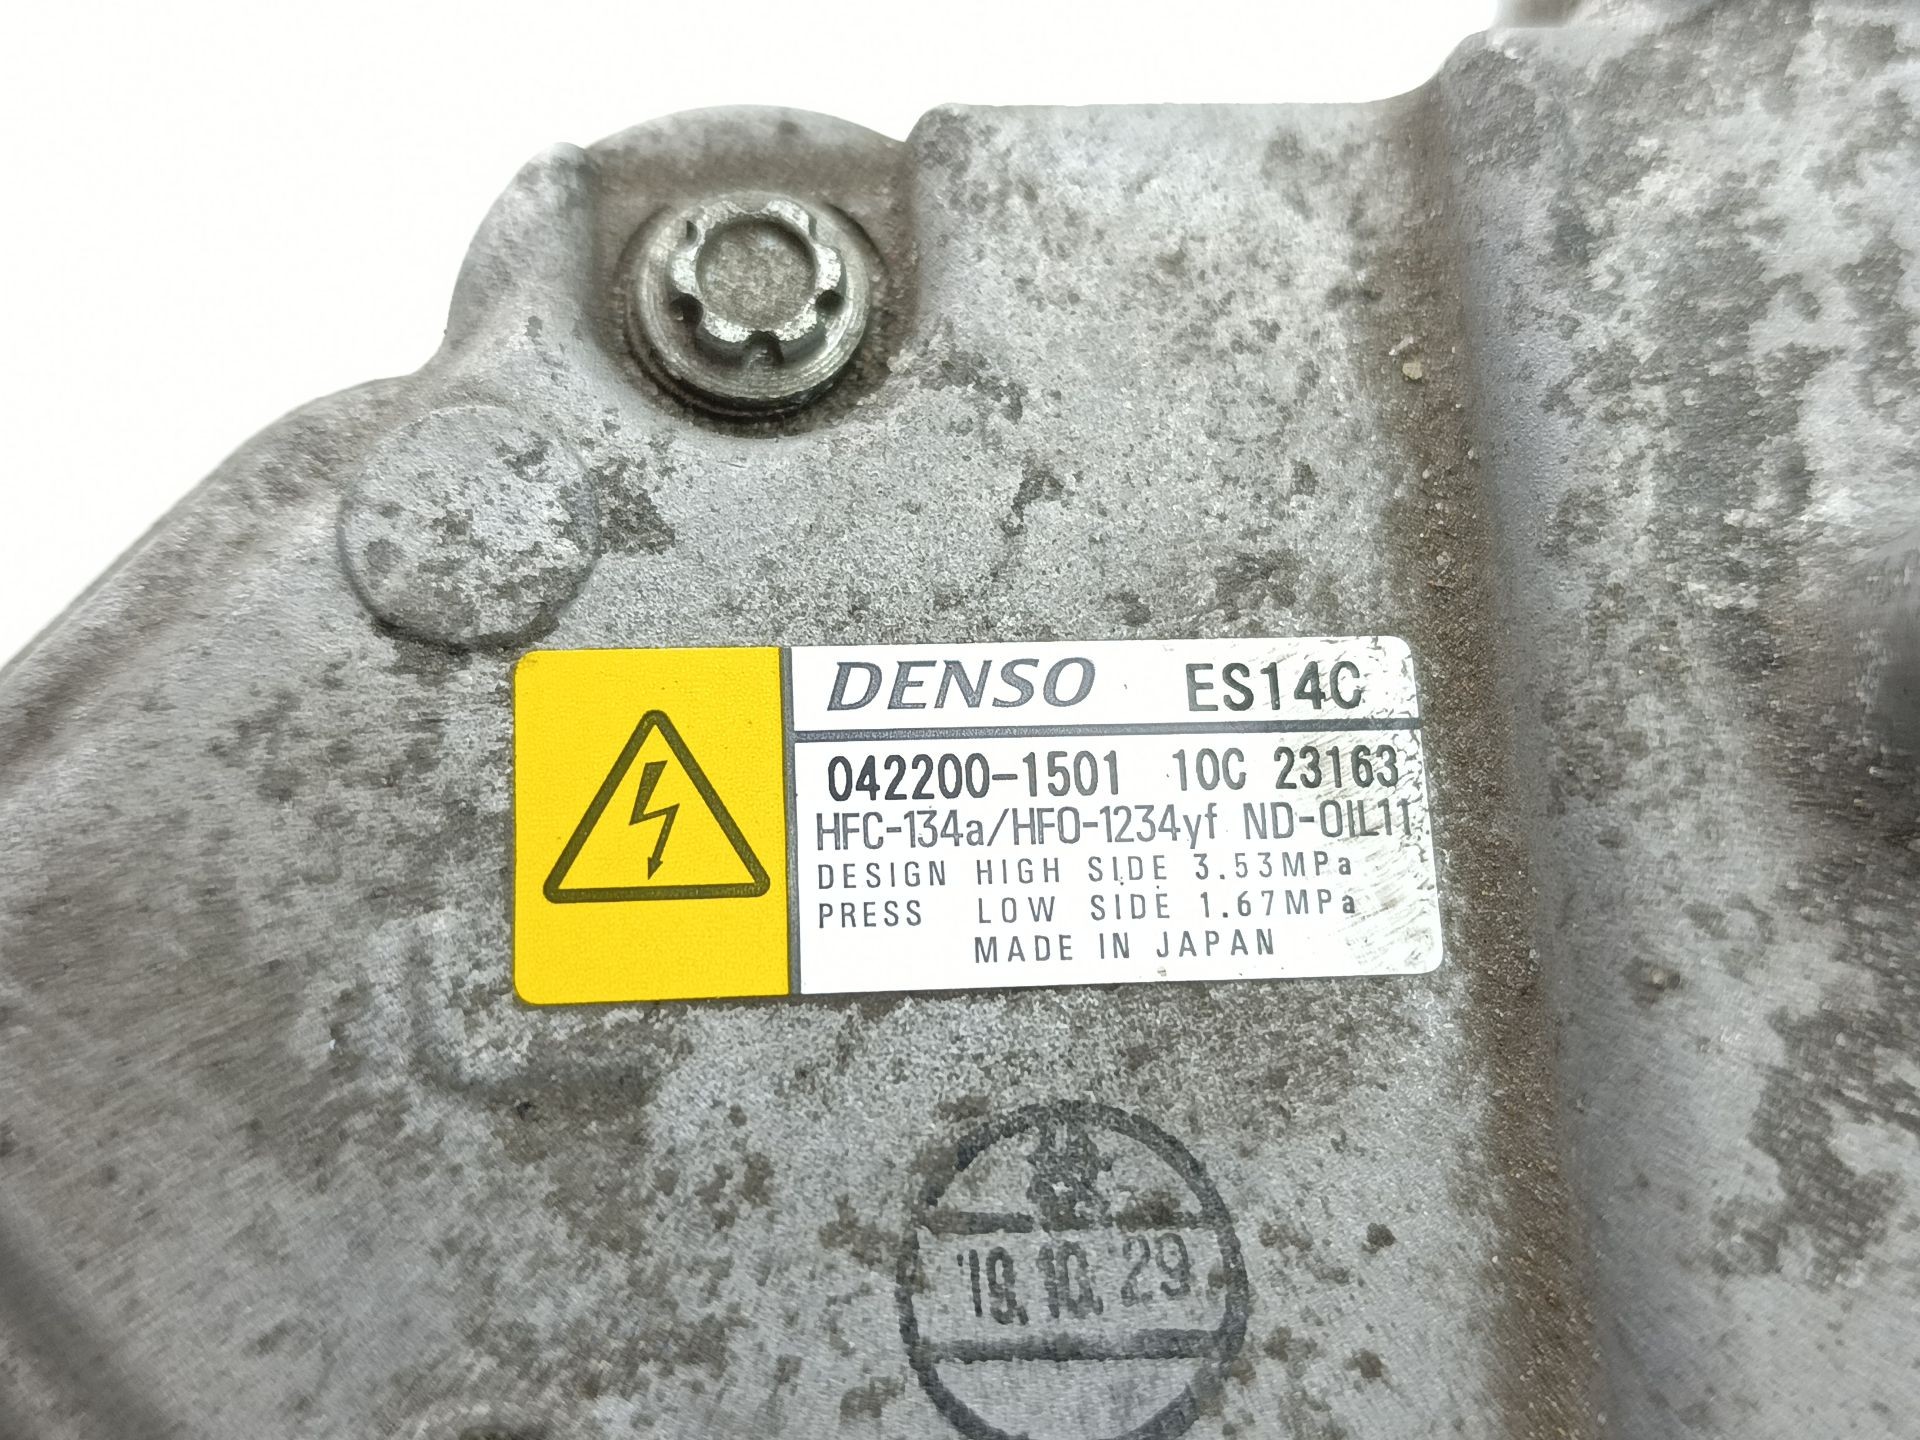 DENSO ES14C
042200-1501 10C 23163
HFC-134a/HFO-1234yf ND-OIL11
DESIGN HIGH SIDE 3.53MPa
PRESS LOW SIDE 1.67MPa
MADE IN JAPAN
'19.10.29